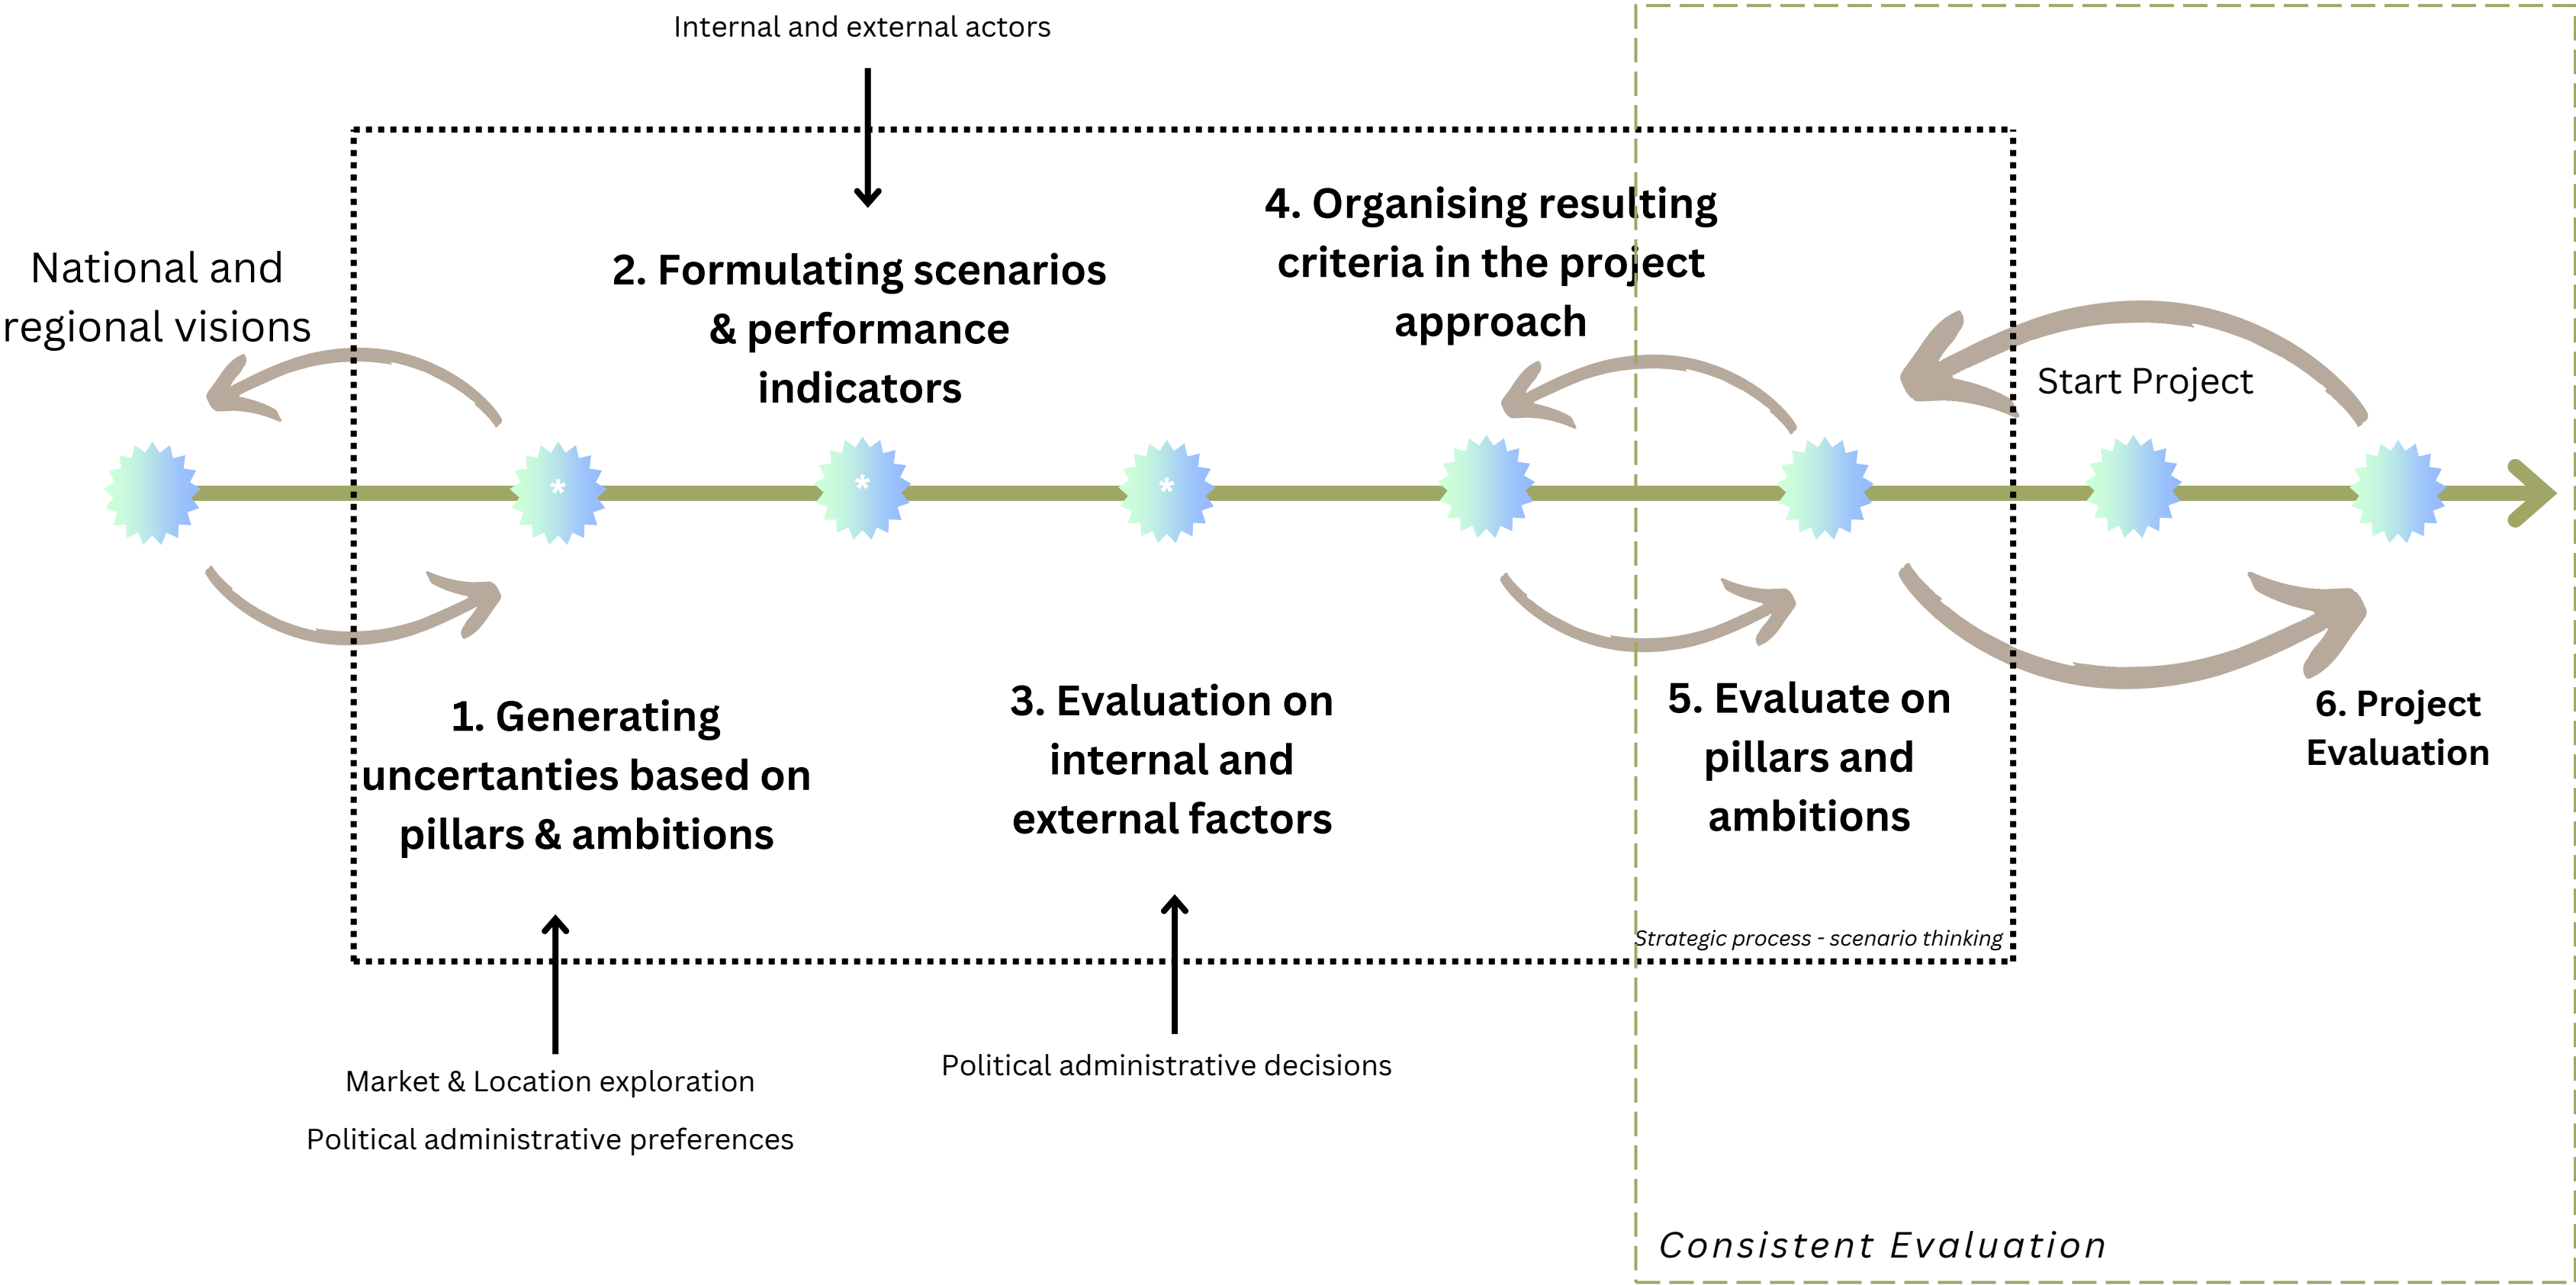 Internal and external actors
National and
regional visions
2. Formulating scenarios
& performance
indicators
4. Organising resulting
criteria in the project
approach
Start Project
*
*
*
1. Generating
uncertanties based on
pillars & ambitions
3. Evaluation on
internal and
external factors
5. Evaluate on
pillars and
ambitions
6. Project
Evaluation
Strategic process - scenario thinking
Market & Location exploration
Political administrative preferences
Political administrative decisions
Consistent Evaluation